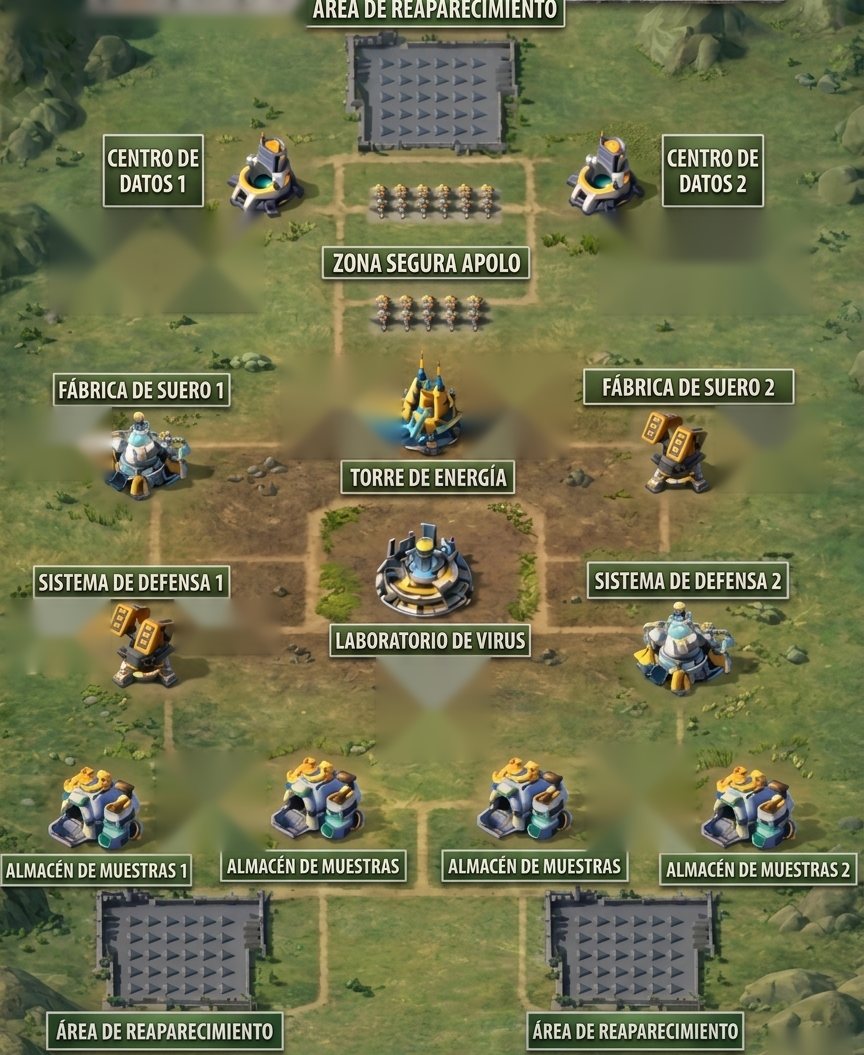 ÁREA DE REAPARECIMIENTO
CENTRO DE
DATOS 1
CENTRO DE
DATOS 2
ZONA SEGURA APOLO
FÁBRICA DE SUERO 1
FÁBRICA DE SUERO 2
TORRE DE ENERGÍA
SISTEMA DE DEFENSA 1
SISTEMA DE DEFENSA 2
LABORATORIO DE VIRUS
ALMACÉN DE MUESTRAS 1
ALMACÉN DE MUESTRAS
ALMACÉN DE MUESTRAS
ALMACÉN DE MUESTRAS 2
ÁREA DE REAPARECIMIENTO
ÁREA DE REAPARECIMIENTO